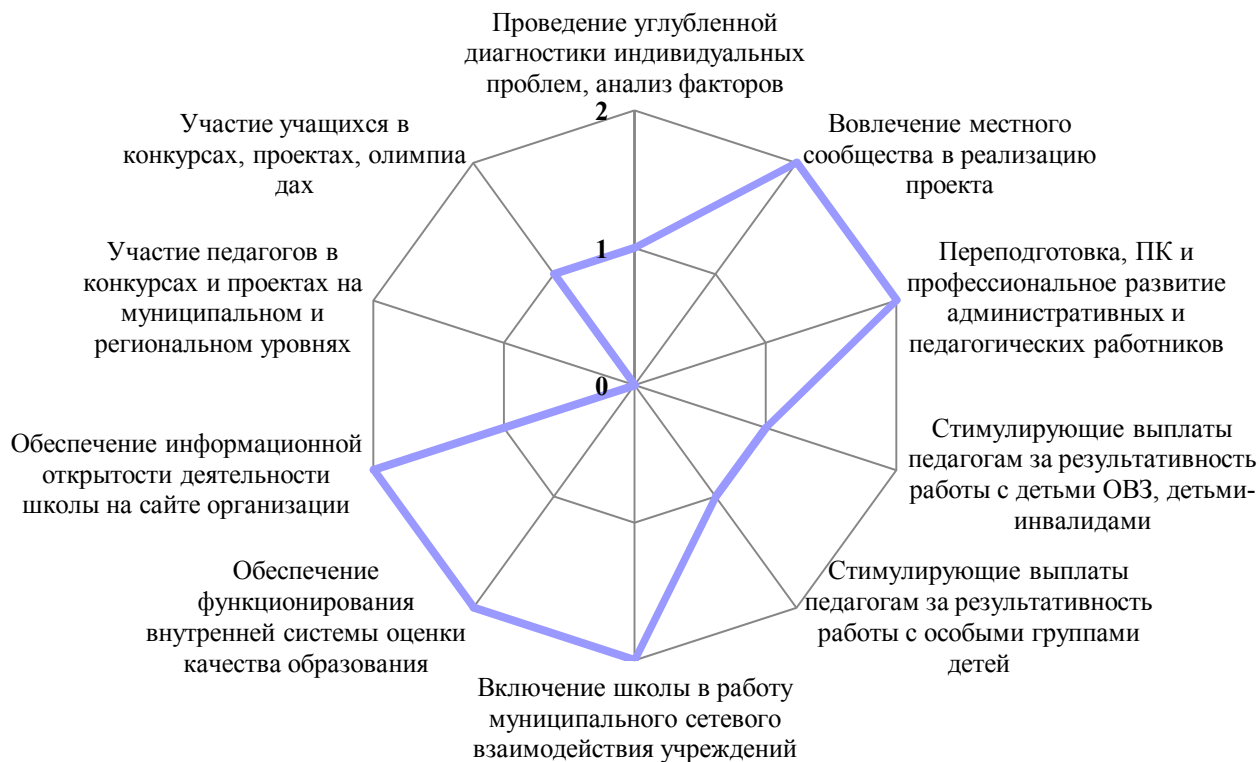 Проведение углубленной
диагностики индивидуальных
проблем, анализ факторов
2
1
0
Вовлечение местного
сообщества в реализацию
проекта
Переподготовка, ПК и
профессиональное развитие
административных и
педагогических работников
Стимулирующие выплаты
педагогам за результативность
работы с детьми ОВЗ, детьми-
инвалидами
Стимулирующие выплаты
педагогам за результативность
работы с особыми группами
детей
Включение школы в работу
муниципального сетевого
взаимодействия учреждений
Обеспечение
функционирования
внутренней системы оценки
качества образования
Обеспечение информационной
открытости деятельности
школы на сайте организации
Участие педагогов в
конкурсах и проектах на
муниципальном и
региональном уровнях
Участие учащихся в
конкурсах, проектах, олимпиа
дах